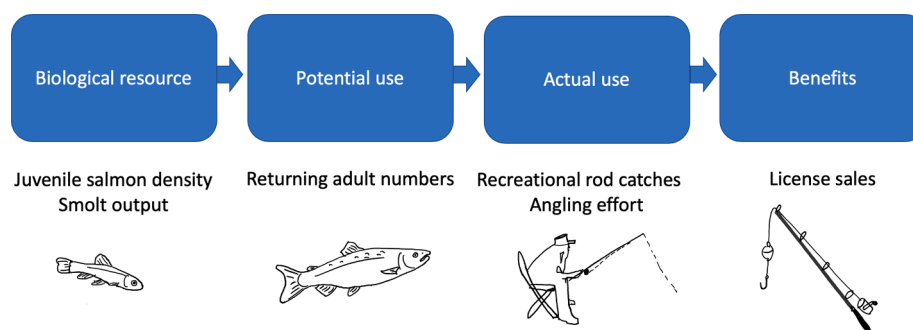 Biological resource
Potential use
Actual use
Benefits
Juvenile salmon density
Smolt output
Returning adult numbers
Recreational rod catches
Angling effort
License sales